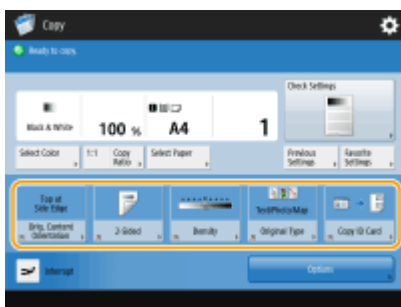 Copy
Ready to copy.
Check Settings
Black & White
100 %
A4
1
Select Color
1:1
Copy Ratio
Select Paper
Previous Settings
Favorite Settings
Top at Side Edge
Orig. Content Orientation
2-Sided
Density
Text/Photo/Map
Original Type
Copy ID Card
Interrupt
Options